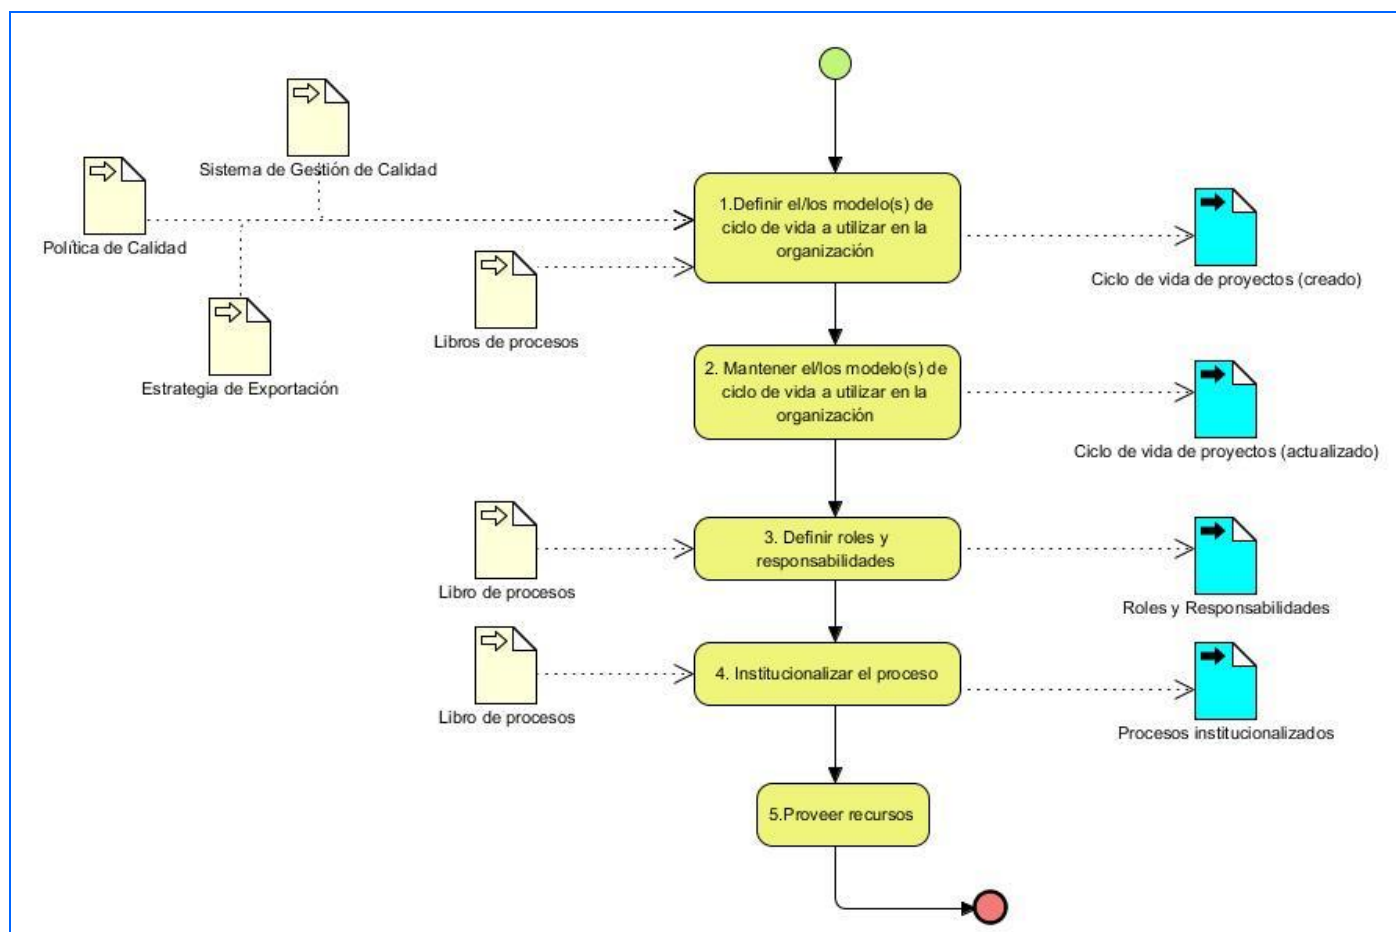 Sistema de Gestión de Calidad
Política de Calidad
Estrategia de Exportación
Libros de procesos
1.Definir el/los modelo(s) de
ciclo de vida a utilizar en la
organización
Ciclo de vida de proyectos (creado)
2. Mantener el/los modelo(s) de
ciclo de vida a utilizar en la
organización
Ciclo de vida de proyectos (actualizado)
Libro de procesos
3. Definir roles y
responsabilidades
Roles y Responsabilidades
Libro de procesos
4. Institucionalizar el proceso
Procesos institucionalizados
5.Proveer recursos